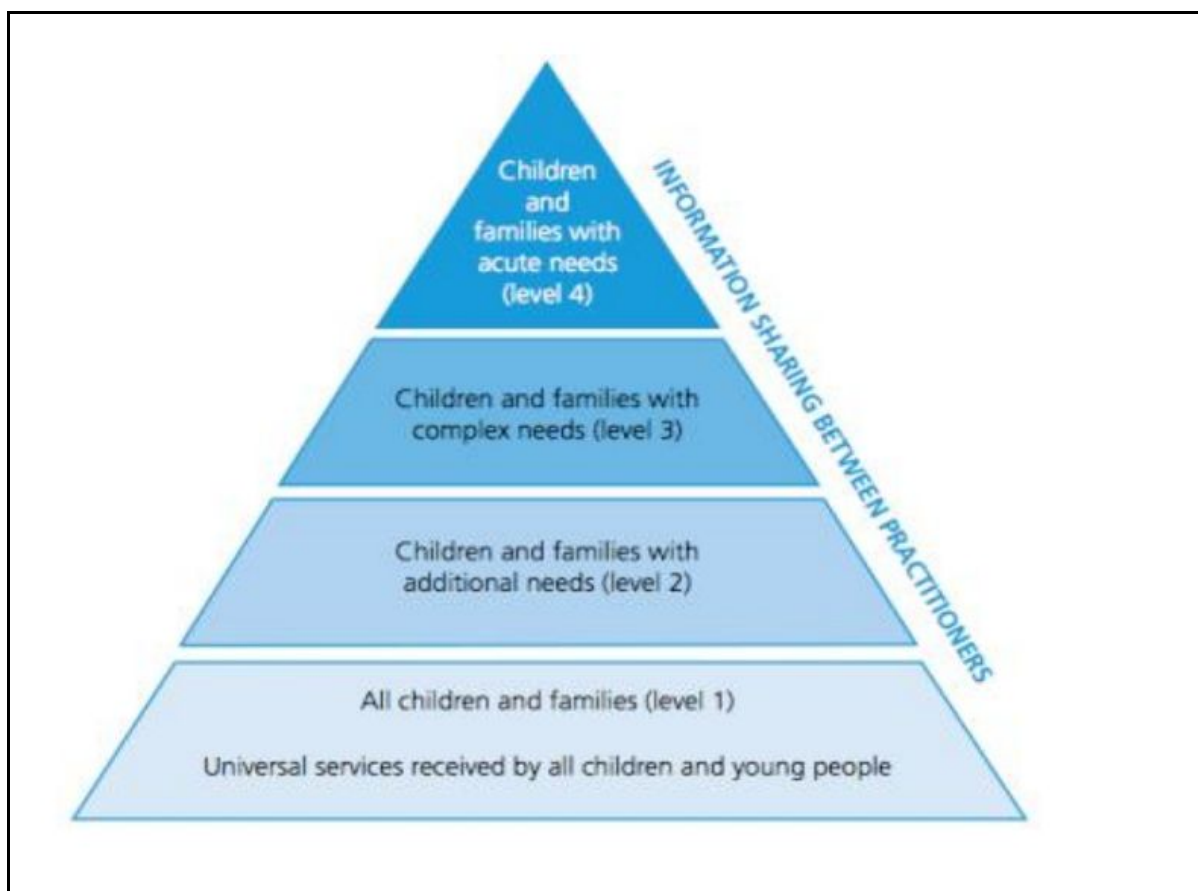 Children
and
families with
acute needs
(level 4)
INFORMATION SHARING BETWEEN PRACTITIONERS
Children and families with
complex needs (level 3)
Children and families with
additional needs (level 2)
All children and families (level 1)
Universal services received by all children and young people